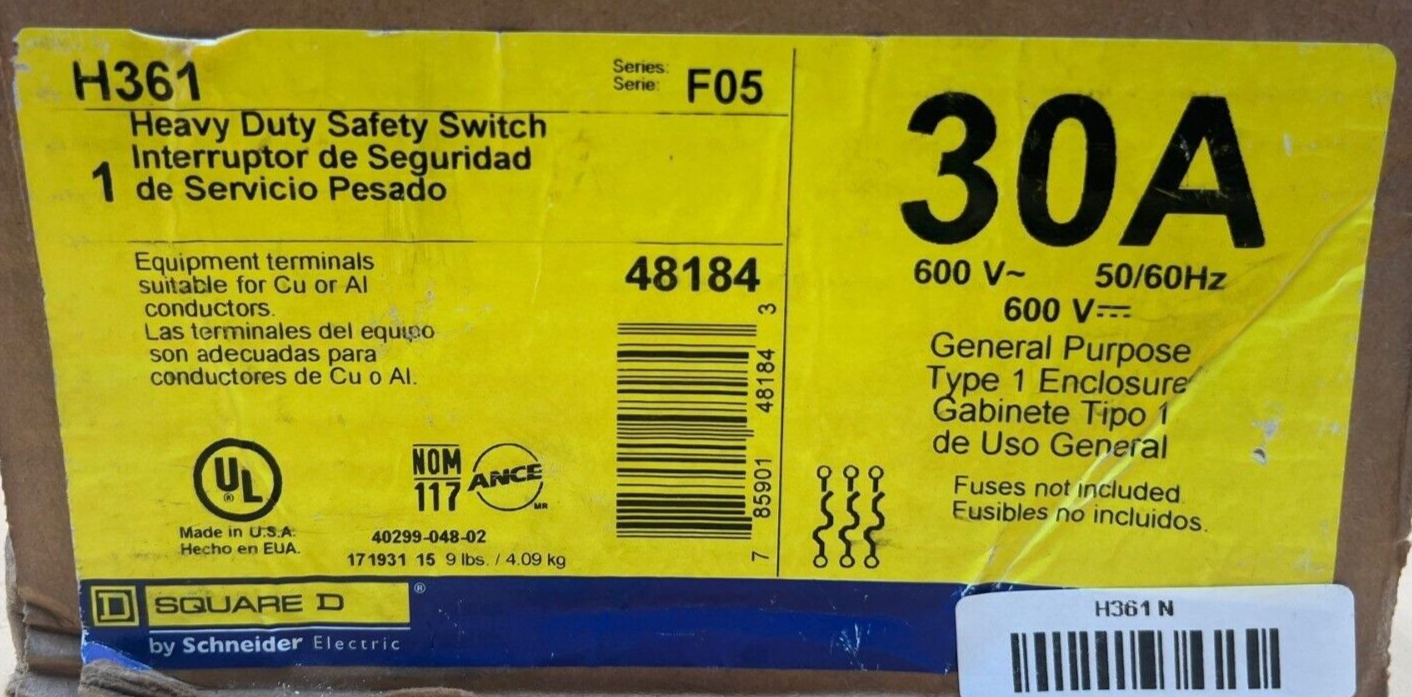 H361
Series:
Serie:
F05
Heavy Duty Safety Switch
1
Interruptor de Seguridad
de Servicio Pesado
Equipment terminals
suitable for Cu or Al
conductors.
Las terminales del equipo
son adecuadas para
conductores de Cu o Al.
48184
7 85901 48184 3
UL
®
NOM
117
ANCE
MR
Made in U.S.A.
Hecho en EUA.
40299-048-02
171931 15 9 lbs. / 4.09 kg
30A
600 V~ 50/60Hz
600 V⎓
General Purpose
Type 1 Enclosure
Gabinete Tipo 1
de Uso General
Fuses not included.
Fusibles no incluidos.
D SQUARE D ®
by Schneider Electric
H361 N